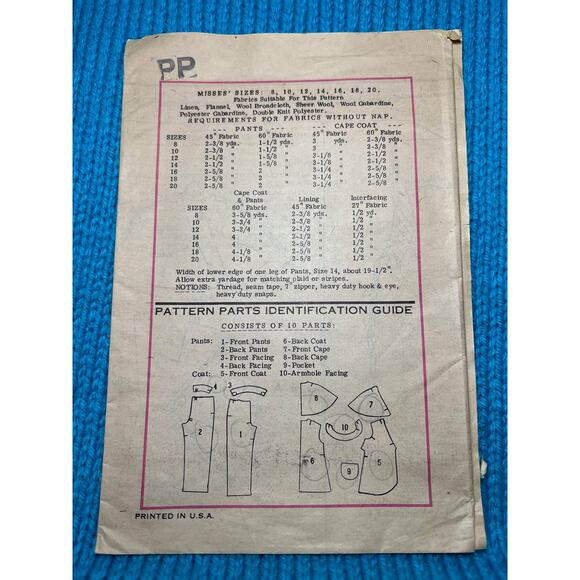 PP
MISSES' SIZES: 8, 10, 12, 14, 16, 18, 20.
Fabrics Suitable For This Pattern
Linen, Flannel, Wool Broadcloth, Sheer Wool, Wool Gabardine,
Polyester Gabardine, Double Knit Polyester.
REQUIREMENTS FOR FABRICS WITHOUT NAP.
--- PANTS --- --- CAPE COAT ---
SIZES 45" Fabric 60" Fabric 45" Fabric 60" Fabric
8 2-3/8 yds. 1-1/2 yds. 3 yds. 2-3/8 yds.
10 2-3/8 " 1-1/2 " 3 " 2-3/8 "
12 2-1/2 " 1-5/8 " 3-1/8 " 2-1/2 "
14 2-1/2 " 1-5/8 " 3-1/8 " 2-1/2 "
16 2-5/8 " 2 " 3-1/4 " 2-5/8 "
18 2-5/8 " 2 " 3-1/4 " 2-5/8 "
20 2-5/8 " 2 " 3-1/4 " 2-5/8 "
Cape Coat
& Pants Lining Interfacing
SIZES 60" Fabric 45" Fabric 27" Fabric
8 3-5/8 yds. 2-3/8 yds. 1/2 yd.
10 3-3/4 " 2-3/8 " 1/2 "
12 3-3/4 " 2-1/2 " 1/2 "
14 4 " 2-1/2 " 1/2 "
16 4 " 2-5/8 " 1/2 "
18 4-1/8 " 2-5/8 " 1/2 "
20 4-1/8 " 2-5/8 " 1/2 "
Width of lower edge of one leg of Pants, Size 14, about 19-1/2".
Allow extra yardage for matching plaid or stripes.
NOTIONS: Thread, seam tape, 7" zipper, heavy duty hook & eye,
heavy duty snaps.
PATTERN PARTS IDENTIFICATION GUIDE
CONSISTS OF 10 PARTS:
Pants: 1-Front Pants 6-Back Coat
2-Back Pants 7-Front Cape
3-Front Facing 8-Back Cape
4-Back Facing 9-Pocket
Coat: 5-Front Coat 10-Armhole Facing
4 3
8 7
2 1 10
6 9 5
PRINTED IN U.S.A.